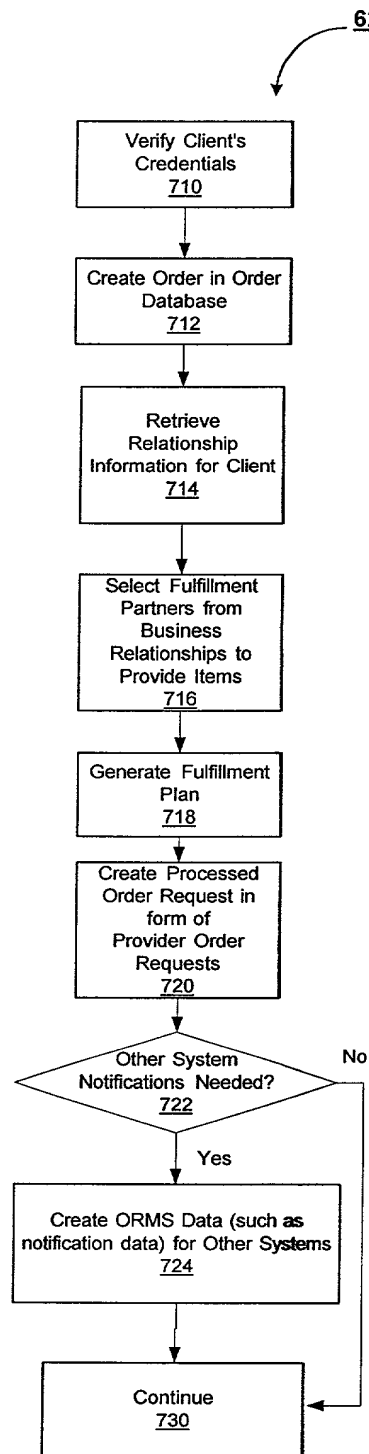 Verify Client's
Credentials
710
Create Order in Order
Database
712
Retrieve
Relationship
Information for Client
714
Select Fulfillment
Partners from
Business
Relationships to
Provide Items
716
Generate Fulfillment
Plan
718
Create Processed
Order Request in
form of
Provider Order
Requests
720
Other System
Notifications Needed?
722
No
Yes
Create ORMS Data (such as
notification data) for Other Systems
724
Continue
730